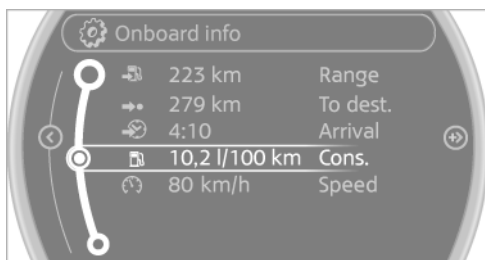 Onboard info
223 km Range
279 km To dest.
4:10 Arrival
10,2 l/100 km Cons.
80 km/h Speed